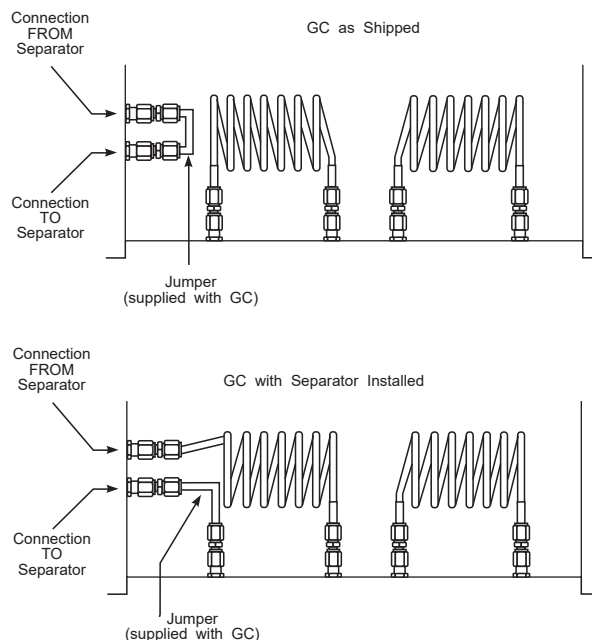 Connection
FROM
Separator
GC as Shipped
Connection
TO
Separator
Jumper
(supplied with GC)
Connection
FROM
Separator
GC with Separator Installed
Connection
TO
Separator
Jumper
(supplied with GC)